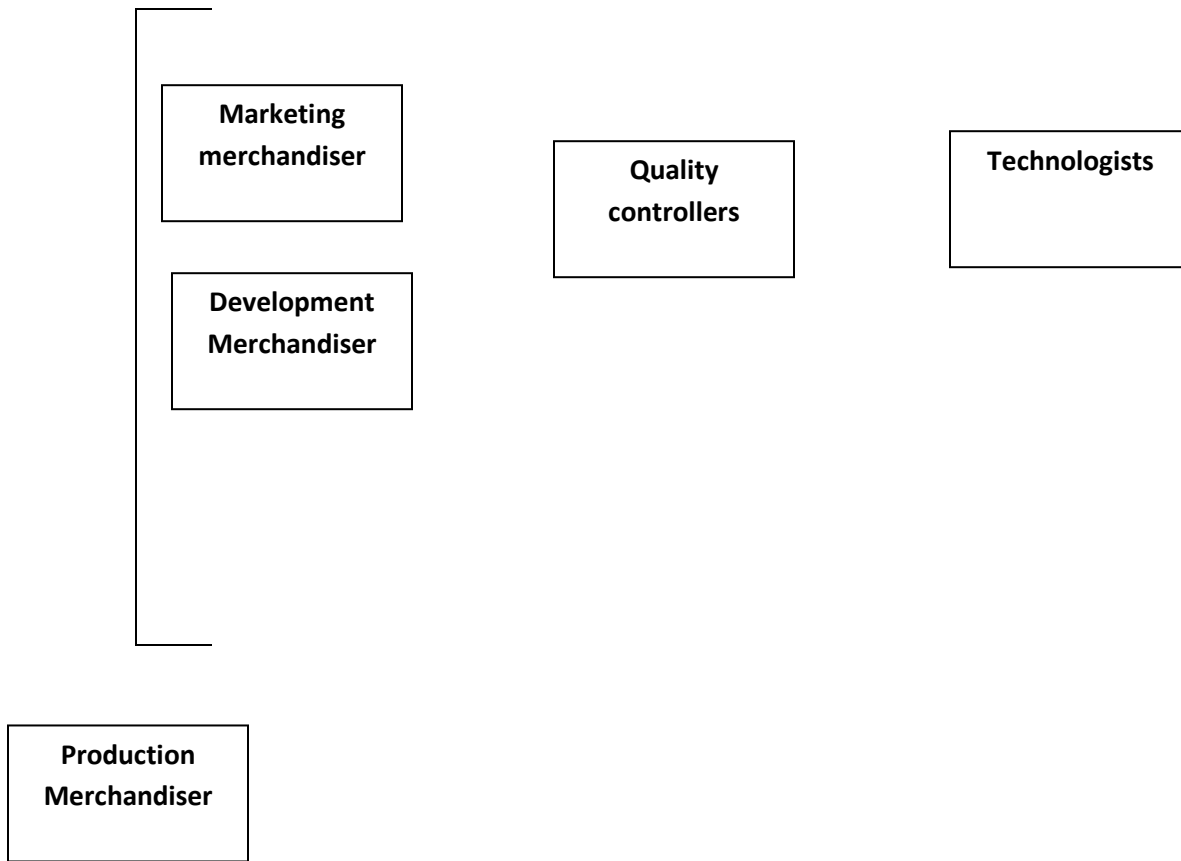 Marketing
merchandiser
Quality
controllers
Technologists
Development
Merchandiser
Production
Merchandiser